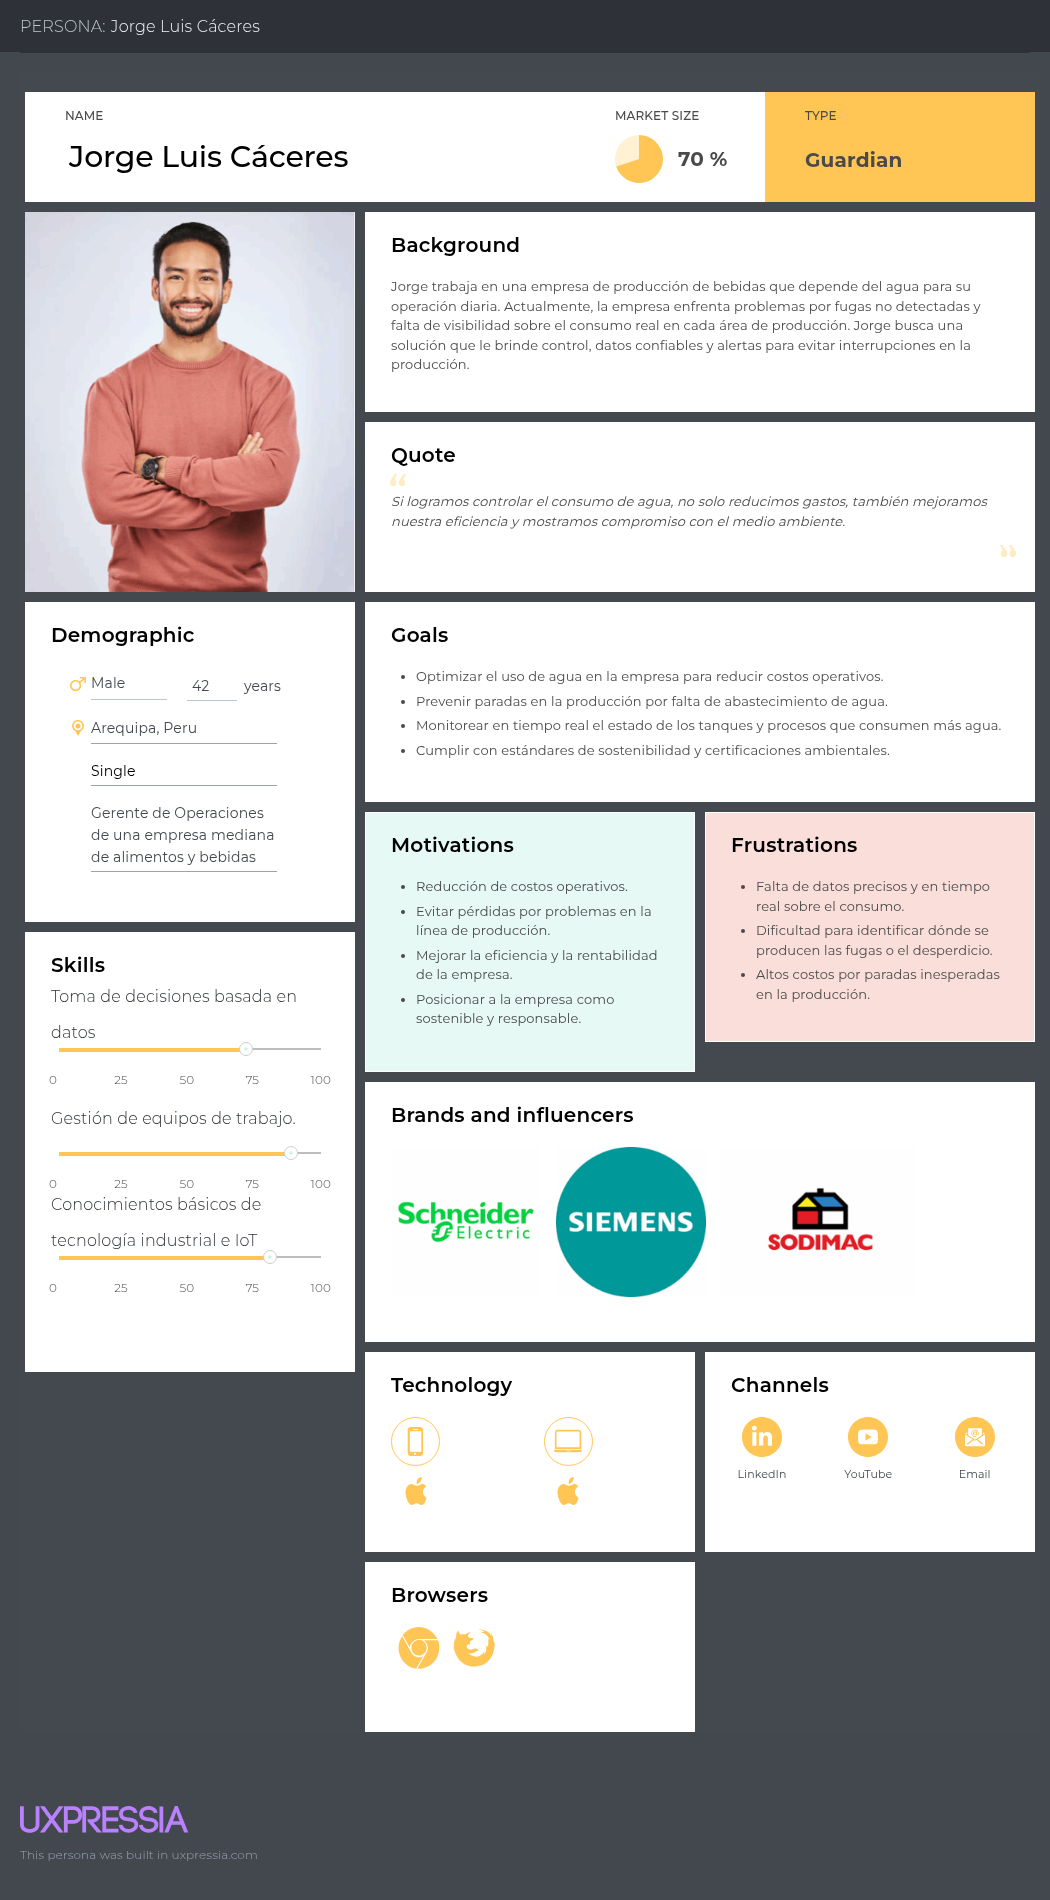 PERSONA: Jorge Luis Cáceres
NAME
Jorge Luis Cáceres
MARKET SIZE
70 %
TYPE
Guardian
Background
Jorge trabaja en una empresa de producción de bebidas que depende del agua para su
operación diaria. Actualmente, la empresa enfrenta problemas por fugas no detectadas y
falta de visibilidad sobre el consumo real en cada área de producción. Jorge busca una
solución que le brinde control, datos confiables y alertas para evitar interrupciones en la
producción.
Quote
“
Si logramos controlar el consumo de agua, no solo reducimos gastos, también mejoramos
nuestra eficiencia y mostramos compromiso con el medio ambiente.
”
Demographic
Male
42 years
Arequipa, Peru
Single
Gerente de Operaciones
de una empresa mediana
de alimentos y bebidas
Goals
• Optimizar el uso de agua en la empresa para reducir costos operativos.
• Prevenir paradas en la producción por falta de abastecimiento de agua.
• Monitorear en tiempo real el estado de los tanques y procesos que consumen más agua.
• Cumplir con estándares de sostenibilidad y certificaciones ambientales.
Motivations
• Reducción de costos operativos.
• Evitar pérdidas por problemas en la
línea de producción.
• Mejorar la eficiencia y la rentabilidad
de la empresa.
• Posicionar a la empresa como
sostenible y responsable.
Frustrations
• Falta de datos precisos y en tiempo
real sobre el consumo.
• Dificultad para identificar dónde se
producen las fugas o el desperdicio.
• Altos costos por paradas inesperadas
en la producción.
Skills
Toma de decisiones basada en
datos
0 25 50 75 100
Gestión de equipos de trabajo.
0 25 50 75 100
Conocimientos básicos de
tecnología industrial e IoT
0 25 50 75 100
Brands and influencers
Schneider
Electric
SIEMENS
SODIMAC
Technology
Channels
in
LinkedIn
YouTube
@
Email
Browsers
UXPRESSIA
This persona was built in uxpressia.com